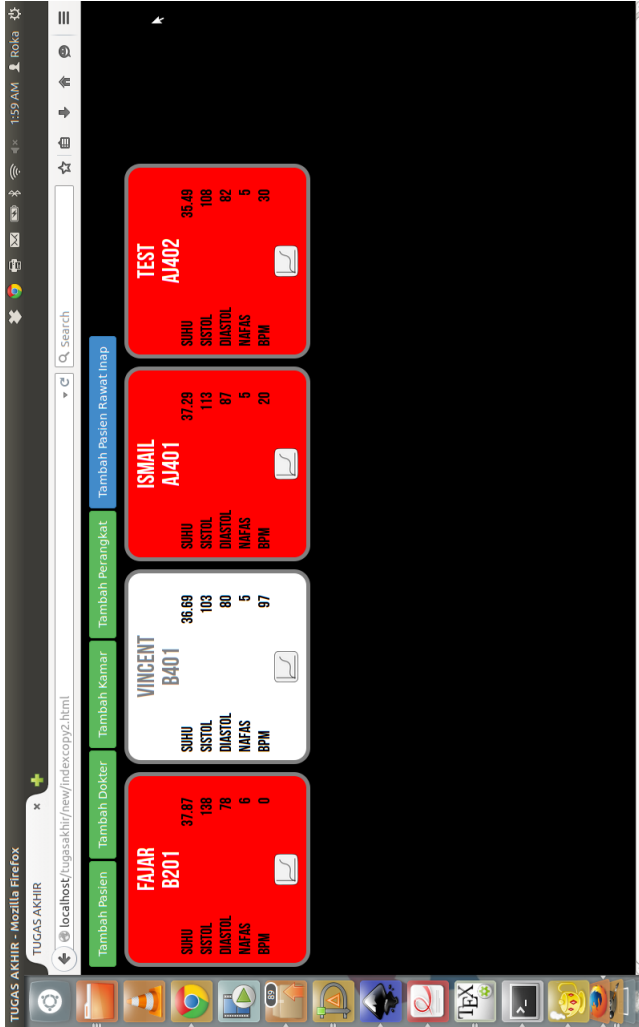 TUGAS AKHIR - Mozilla Firefox
1:59 AM Roka
TUGAS AKHIR
localhost/tugasakhir/new/indexcopy2.html
Search
Tambah Pasien Tambah Dokter Tambah Kamar Tambah Perangkat Tambah Pasien Rawat Inap
FAJAR
B201
SUHU 37.87
SISTOL 138
DIASTOL 78
NAFAS 6
BPM 0
VINCENT
B401
SUHU 36.69
SISTOL 103
DIASTOL 80
NAFAS 5
BPM 97
ISMAIL
AJ401
SUHU 37.29
SISTOL 113
DIASTOL 87
NAFAS 5
BPM 20
TEST
AJ402
SUHU 35.49
SISTOL 108
DIASTOL 82
NAFAS 5
BPM 30
89
TEX
>_